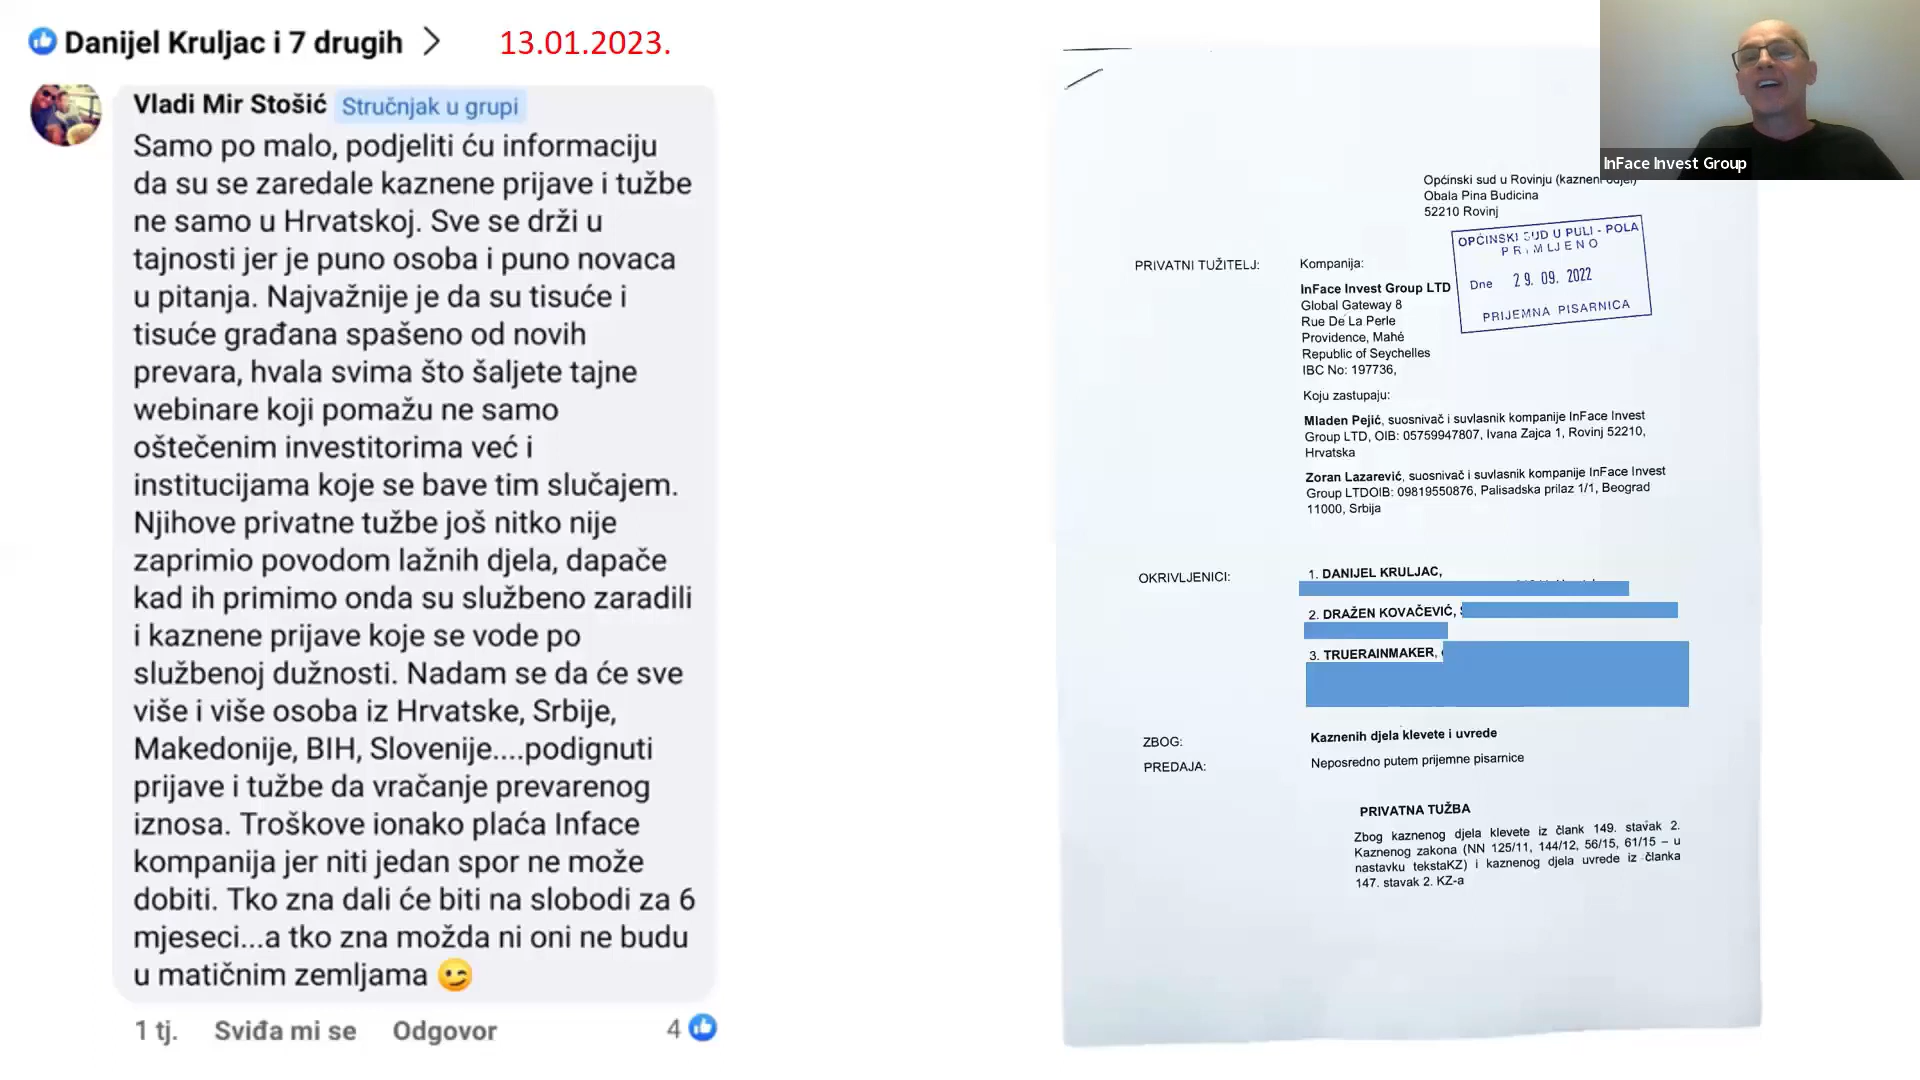 Danijel Kruljac i 7 drugih
13.01.2023.
Vladi Mir Stošić Stručnjak u grupi
Samo po malo, podjeliti ću informaciju
da su se zaredale kaznene prijave i tužbe
ne samo u Hrvatskoj. Sve se drži u
tajnosti jer je puno osoba i puno novaca
u pitanja. Najvažnije je da su tisuće i
tisuće građana spašeno od novih
prevara, hvala svima što šaljete tajne
webinare koji pomažu ne samo
oštečenim investitorima već i
institucijama koje se bave tim slučajem.
Njihove privatne tužbe još nitko nije
zaprimio povodom lažnih djela, dapače
kad ih primimo onda su službeno zaradili
i kaznene prijave koje se vode po
službenoj dužnosti. Nadam se da će sve
više i više osoba iz Hrvatske, Srbije,
Makedonije, BIH, Slovenije....podignuti
prijave i tužbe da vračanje prevarenog
iznosa. Troškove ionako plaća Inface
kompanija jer niti jedan spor ne može
dobiti. Tko zna dali će biti na slobodi za 6
mjeseci...a tko zna možda ni oni ne budu
u matičnim zemljama 😉
1 tj. Sviđa mi se Odgovor 4
InFace Invest Group
Općinski sud u Rovinju (kazneni odjel)
Obala Pina Budicina
52210 Rovinj
OPĆINSKI SUD U PULI - POLA
PRIMLJENO
Dne 29. 09. 2022
PRIJEMNA PISARNICA
PRIVATNI TUŽITELJ:
Kompanija:
InFace Invest Group LTD
Global Gateway 8
Rue De La Perle
Providence, Mahé
Republic of Seychelles
IBC No: 197736,
Koju zastupaju:
Mladen Pejić, suosnivač i suvlasnik kompanije InFace Invest
Group LTD, OIB: 05759947807, Ivana Zajca 1, Rovinj 52210,
Hrvatska
Zoran Lazarević, suosnivač i suvlasnik kompanije InFace Invest
Group LTDOIB: 09819550876, Palisadska prilaz 1/1, Beograd
11000, Srbija
OKRIVLJENICI:
1. DANIJEL KRULJAC,
2. DRAŽEN KOVAČEVIĆ,
3. TRUERAINMAKER,
ZBOG:
Kaznenih djela klevete i uvrede
PREDAJA:
Neposredno putem prijemne pisarnice
PRIVATNA TUŽBA
Zbog kaznenog djela klevete iz član‌k 149. stavak 2.
Kaznenog zakona (NN 125/11, 144/12, 56/15, 61/15 – u
nastavku tekstaKZ) i kaznenog djela uvrede iz članka
147. stavak 2. KZ-a